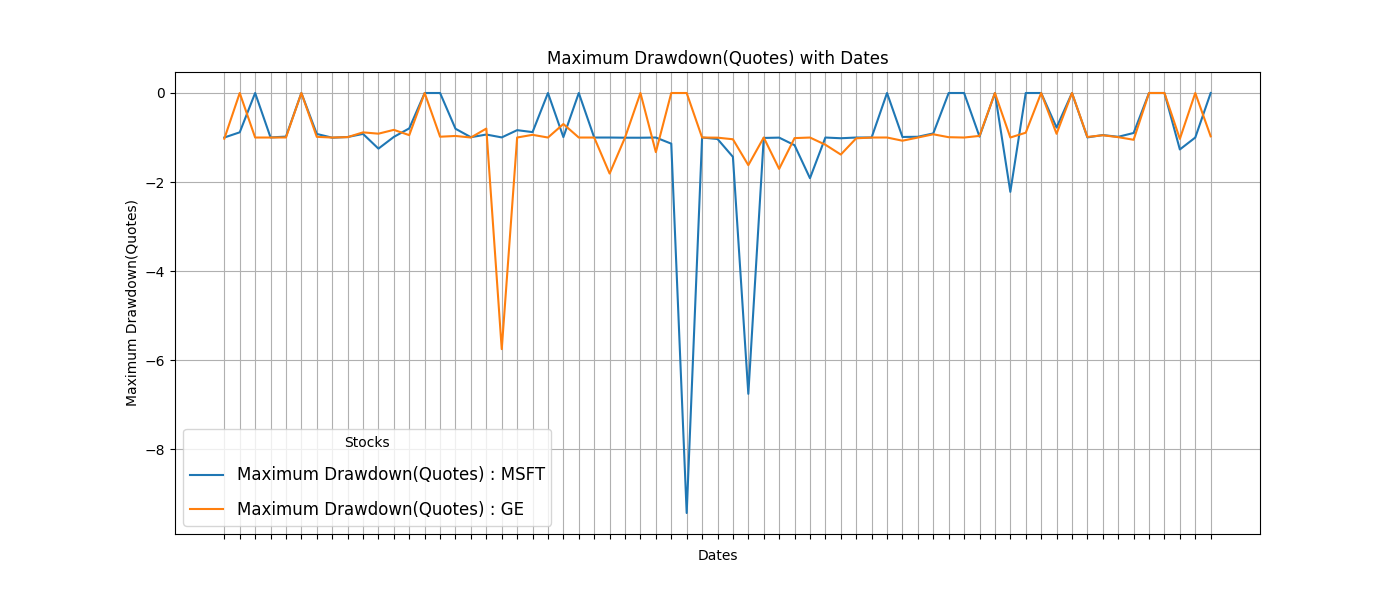 Maximum Drawdown(Quotes) with Dates
Maximum Drawdown(Quotes)
0
−2
−4
−6
−8
Stocks
Maximum Drawdown(Quotes) : MSFT
Maximum Drawdown(Quotes) : GE
Dates